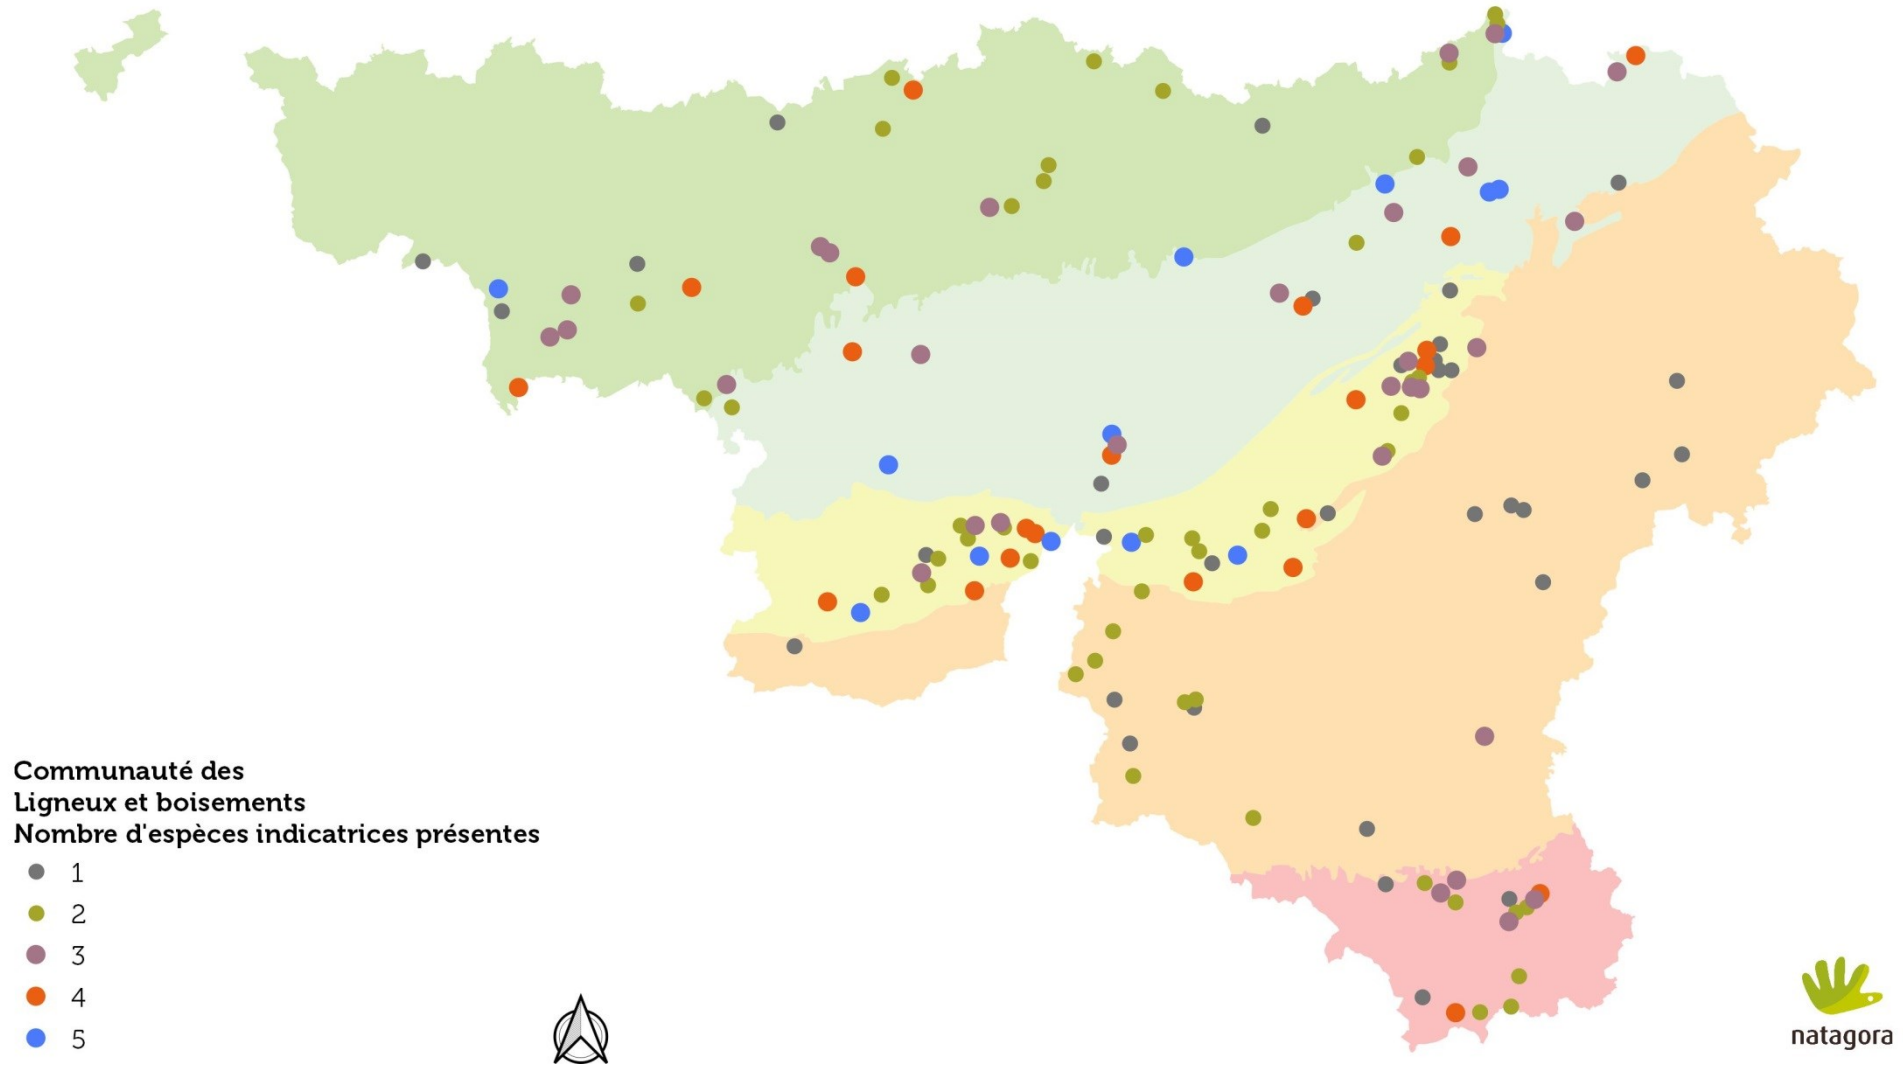 Communauté des
Ligneux et boisements
Nombre d'espèces indicatrices présentes
1
2
3
4
5
natagora